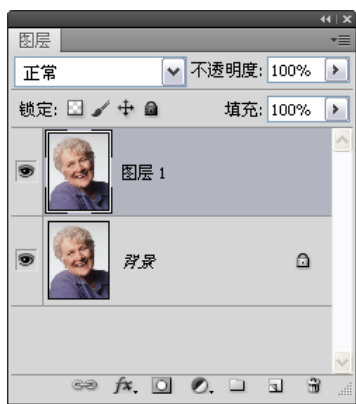 图层
正常 不透明度: 100%
锁定: 填充: 100%
图层 1
背景
fx.